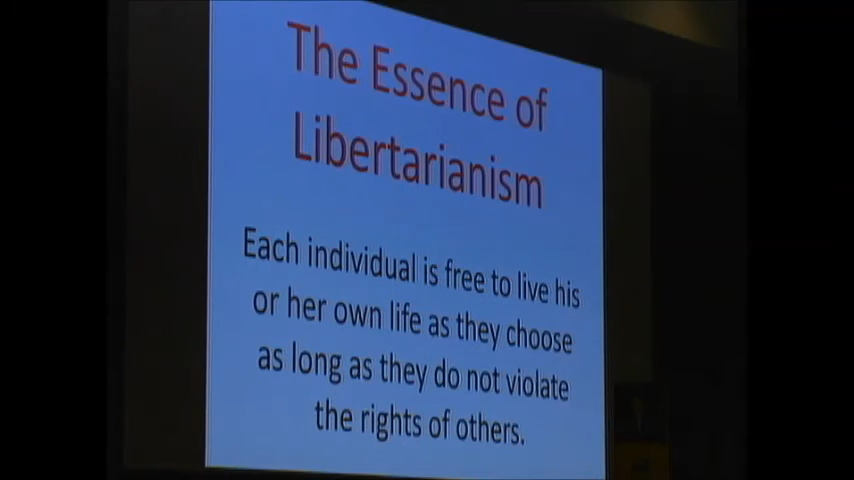 The Essence of
Libertarianism
Each individual is free to live his
or her own life as they choose
as long as they do not violate
the rights of others.